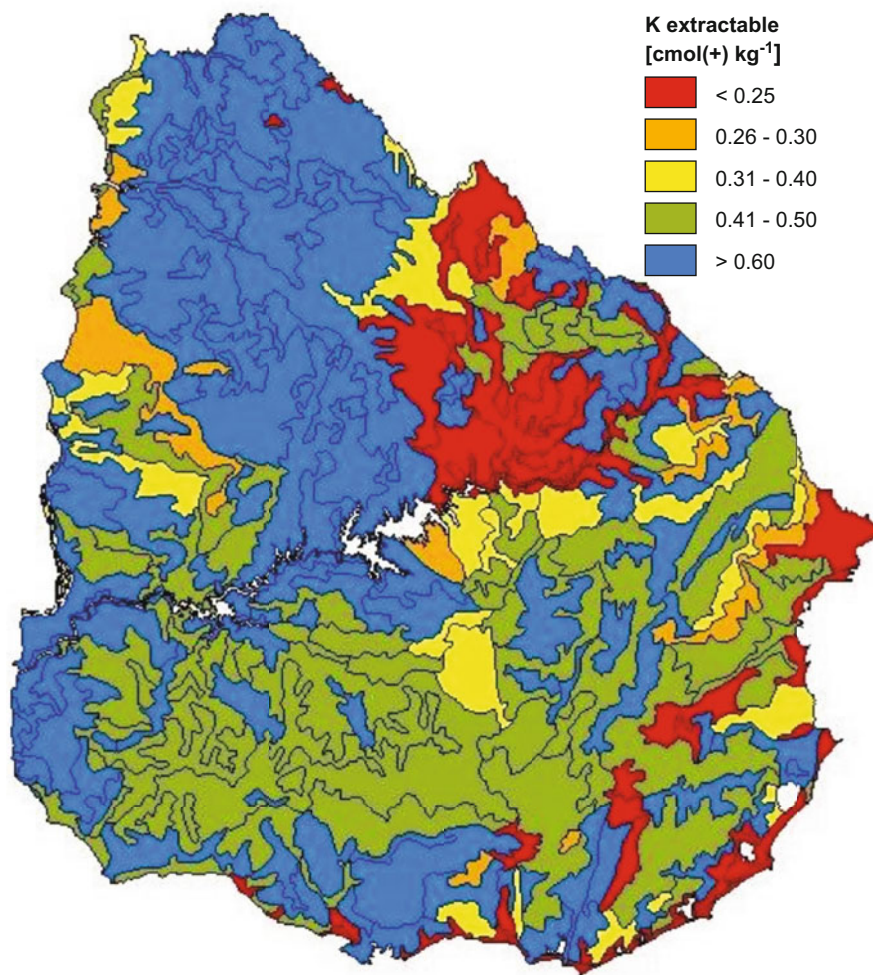 K extractable
[cmol(+) kg⁻¹]
< 0.25
0.26 - 0.30
0.31 - 0.40
0.41 - 0.50
> 0.60